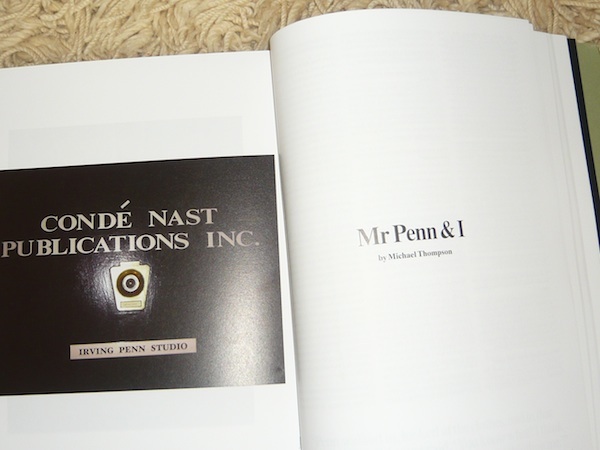 CONDÉ NAST
PUBLICATIONS INC.
IRVING PENN STUDIO
Mr Penn & I
by Michael Thompson